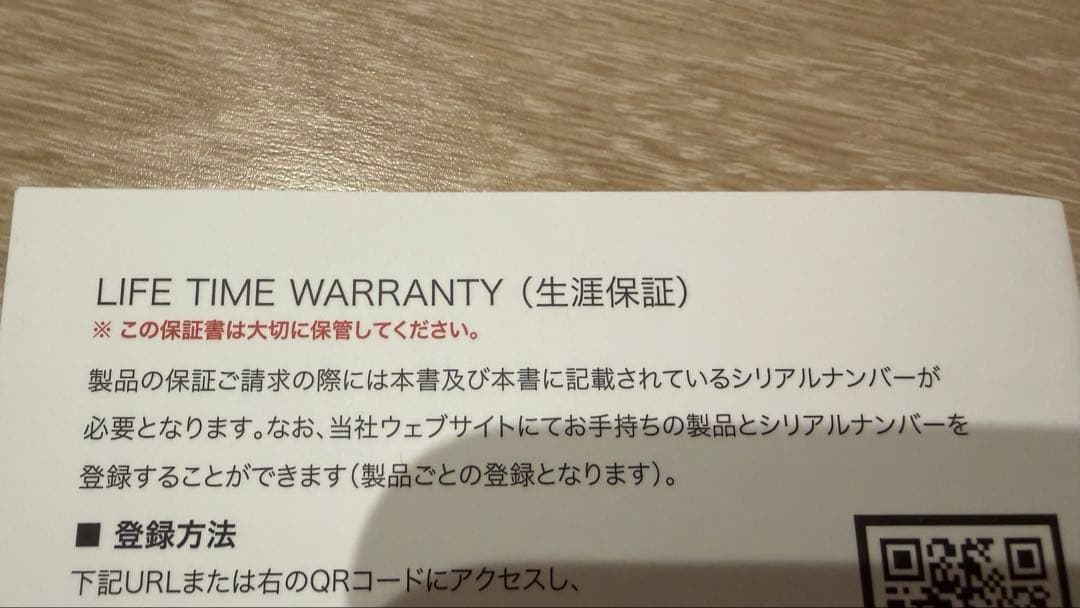 LIFE TIME WARRANTY（生涯保証）
※ この保証書は大切に保管してください。
製品の保証ご請求の際には本書及び本書に記載されているシリアルナンバーが
必要となります。なお、当社ウェブサイトにてお手持ちの製品とシリアルナンバーを
登録することができます（製品ごとの登録となります）。
■ 登録方法
下記URLまたは右のQRコードにアクセスし、